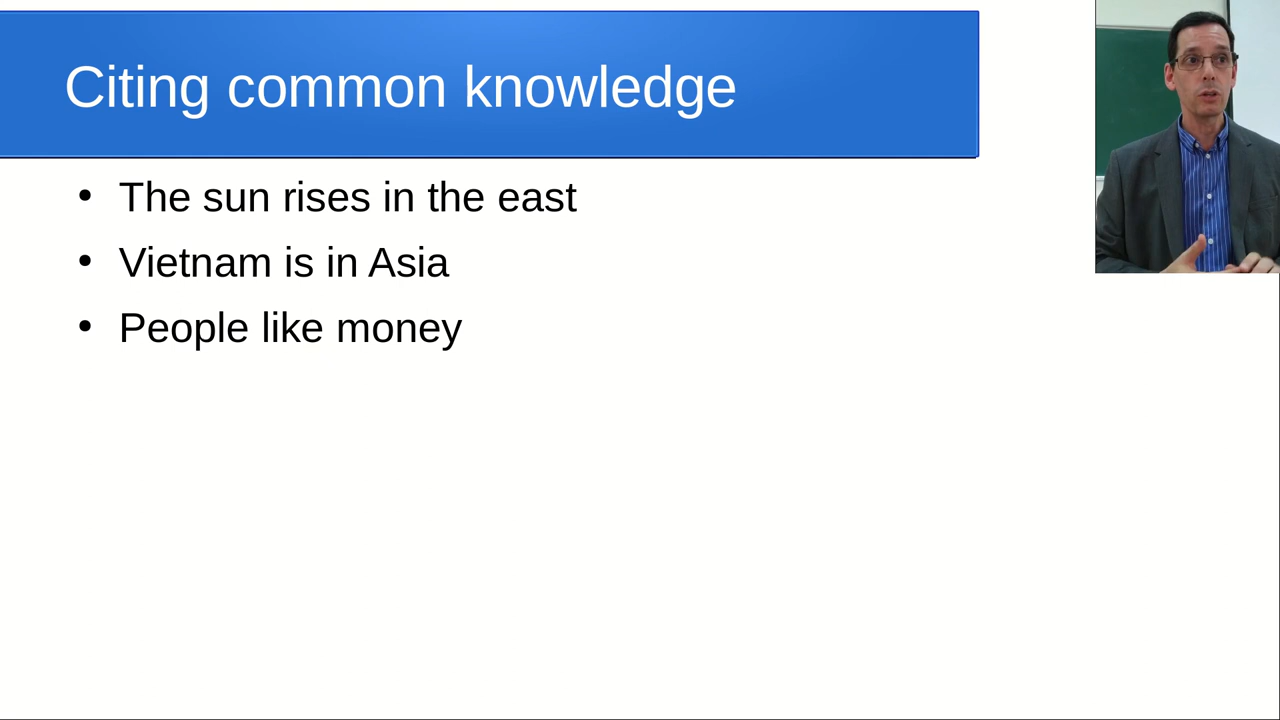 Citing common knowledge
• The sun rises in the east
• Vietnam is in Asia
• People like money